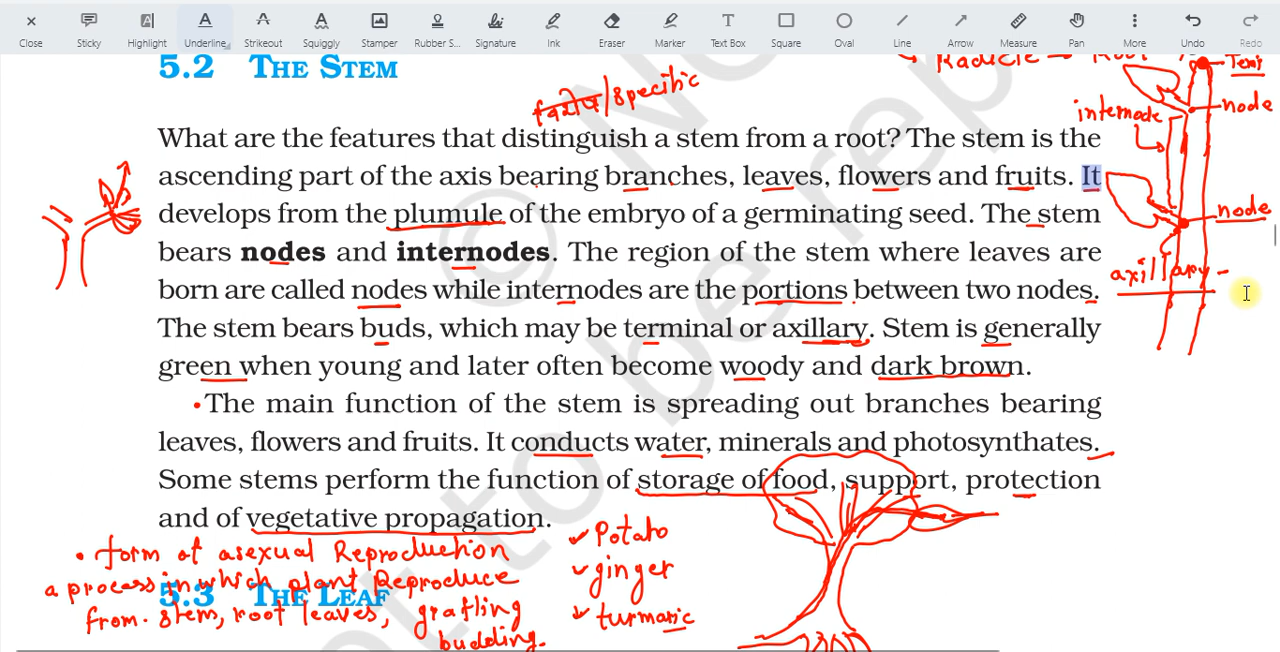 Close Sticky Highlight Underline Strikeout Squiggly Stamper Rubber S... Signature Ink Eraser Marker Text Box Square Oval Line Arrow Measure Pan More Undo Redo
5.2 THE STEM
Radicle → Root
node
internode
/specific
What are the features that distinguish a stem from a root? The stem is the
ascending part of the axis bearing branches, leaves, flowers and fruits. It
develops from the plumule of the embryo of a germinating seed. The stem
node
bears nodes and internodes. The region of the stem where leaves are
axillary
born are called nodes while internodes are the portions between two nodes.
The stem bears buds, which may be terminal or axillary. Stem is generally
green when young and later often become woody and dark brown.
•The main function of the stem is spreading out branches bearing
leaves, flowers and fruits. It conducts water, minerals and photosynthates.
Some stems perform the function of storage of food, support, protection
and of vegetative propagation.
• form of asexual Reproduction
a process in which plant Reproduce
from. stem, root leaves, grafling
budding.
✓ Potato
✓ ginger
✓ turmaric
5.3 THE LEAF